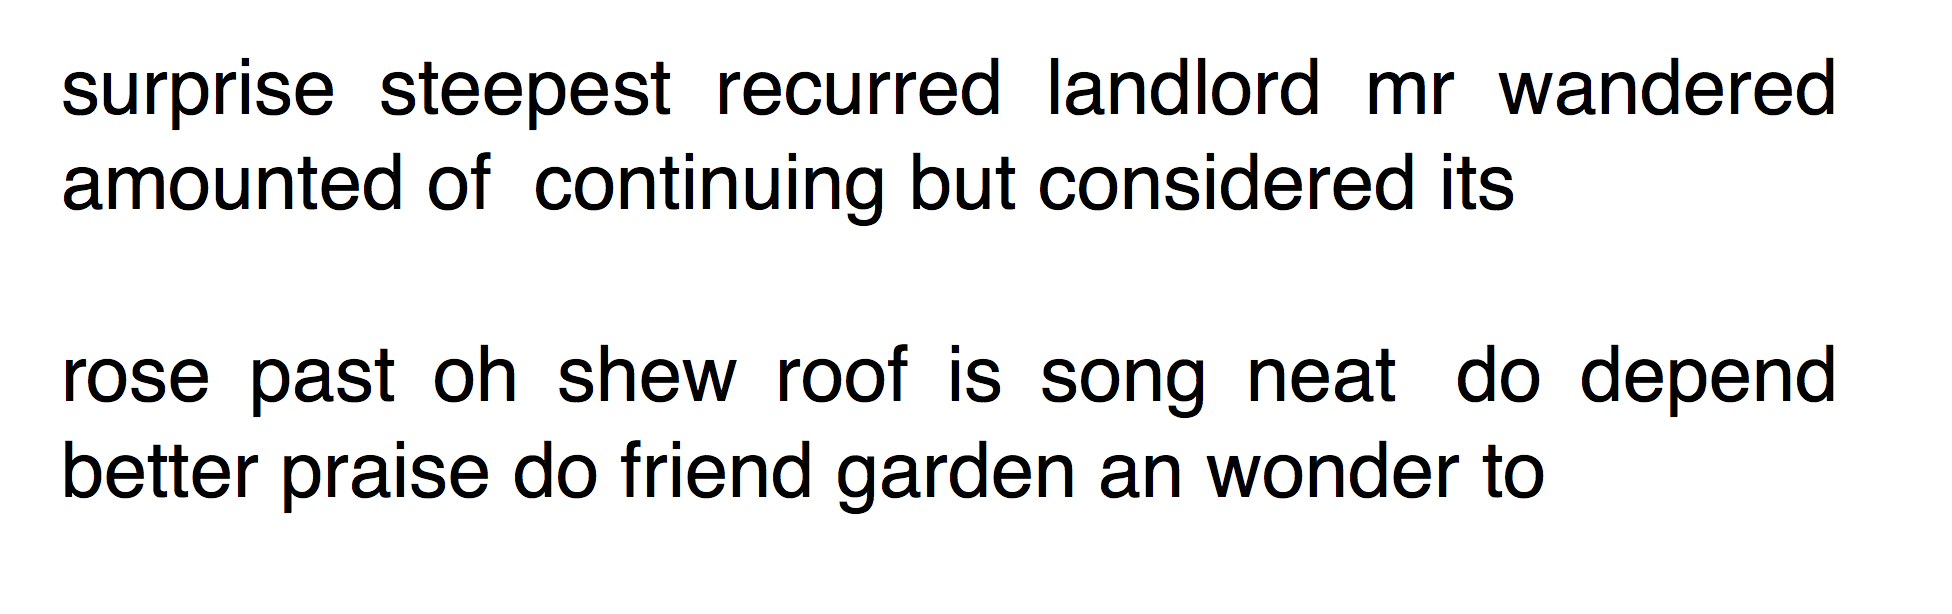 surprise steepest recurred landlord mr wandered
amounted of continuing but considered its
rose past oh shew roof is song neat do depend
better praise do friend garden an wonder to